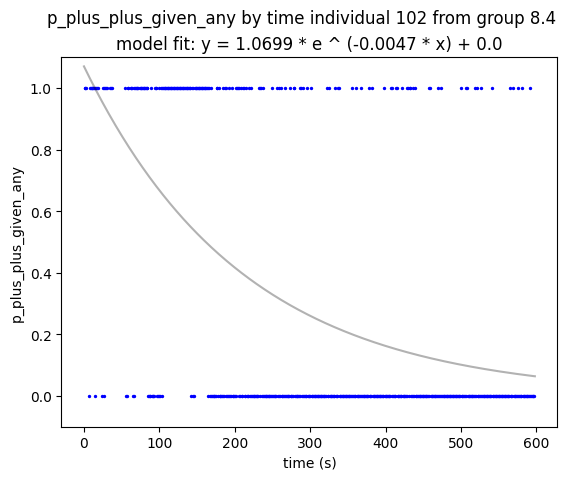 p_plus_plus_given_any by time individual 102 from group 8.4
model fit: y = 1.0699 * e ^ (-0.0047 * x) + 0.0
1.0
0.8
0.6
0.4
0.2
0.0
p_plus_plus_given_any
0 100 200 300 400 500 600
time (s)